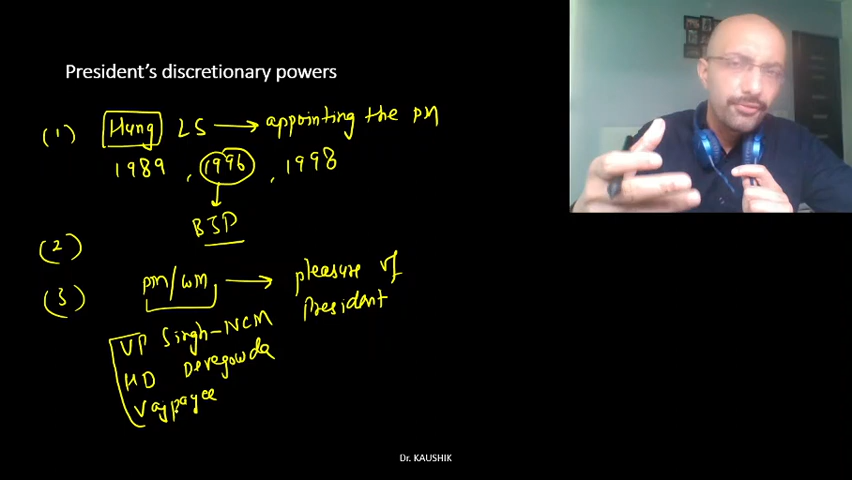 President's discretionary powers
(1) Hung LS → appointing the PM
1989, 1996, 1998
BJP
(2)
(3) PM/WM → pleasure of
President
VP Singh-NCM
HD Devegowda
Vajpayee
Dr. KAUSHIK